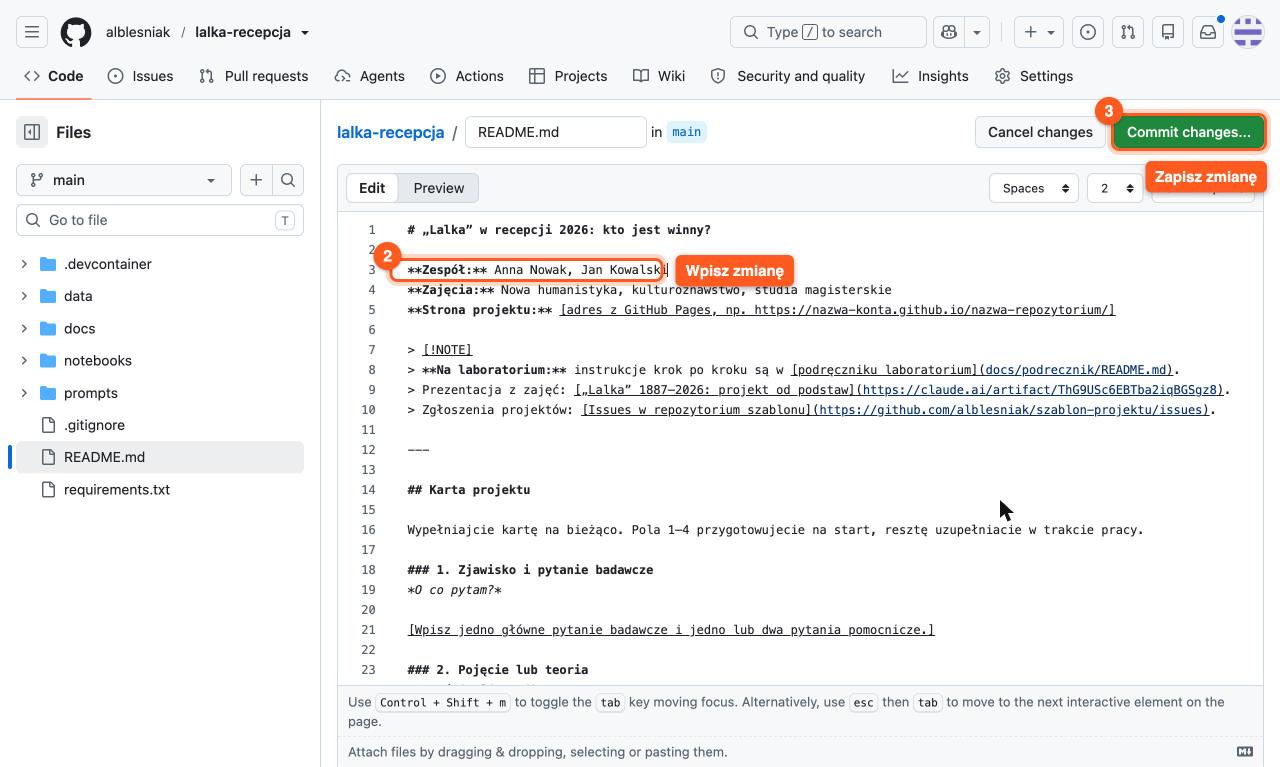 alblesniak / lalka-recepcja
Type / to search
Code
Issues
Pull requests
Agents
Actions
Projects
Wiki
Security and quality
Insights
Settings
Files
main
Go to file
T
.devcontainer
data
docs
notebooks
prompts
.gitignore
README.md
requirements.txt
lalka-recepcja / README.md in main
Cancel changes
3
Commit changes...
Zapisz zmianę
Edit
Preview
Spaces
2
1 # „Lalka” w recepcji 2026: kto jest winny?
2
2
3 **Zespół:** Anna Nowak, Jan Kowalski
Wpisz zmianę
4 **Zajęcia:** Nowa humanistyka, kulturoznawstwo, studia magisterskie
5 **Strona projektu:** [adres z GitHub Pages, np. https://nazwa-konta.github.io/nazwa-repozytorium/]
6
7 > [!NOTE]
8 > **Na laboratorium:** instrukcje krok po kroku są w [podręczniku laboratorium](docs/podrecznik/README.md).
9 > Prezentacja z zajęć: [„Lalka” 1887–2026: projekt od podstaw](https://claude.ai/artifact/ThG9USc6EBTba2iqBGSgz8).
10 > Zgłoszenia projektów: [Issues w repozytorium szablonu](https://github.com/alblesniak/szablon-projektu/issues).
11
12 ---
13
14 ## Karta projektu
15
16 Wypełniajcie kartę na bieżąco. Pola 1–4 przygotowujecie na start, resztę uzupełniacie w trakcie pracy.
17
18 ### 1. Zjawisko i pytanie badawcze
19 *O co pytam?*
20
21 [Wpisz jedno główne pytanie badawcze i jedno lub dwa pytania pomocnicze.]
22
23 ### 2. Pojęcie lub teoria
Use Control + Shift + m to toggle the tab key moving focus. Alternatively, use esc then tab to move to the next interactive element on the
page.
Attach files by dragging & dropping, selecting or pasting them.